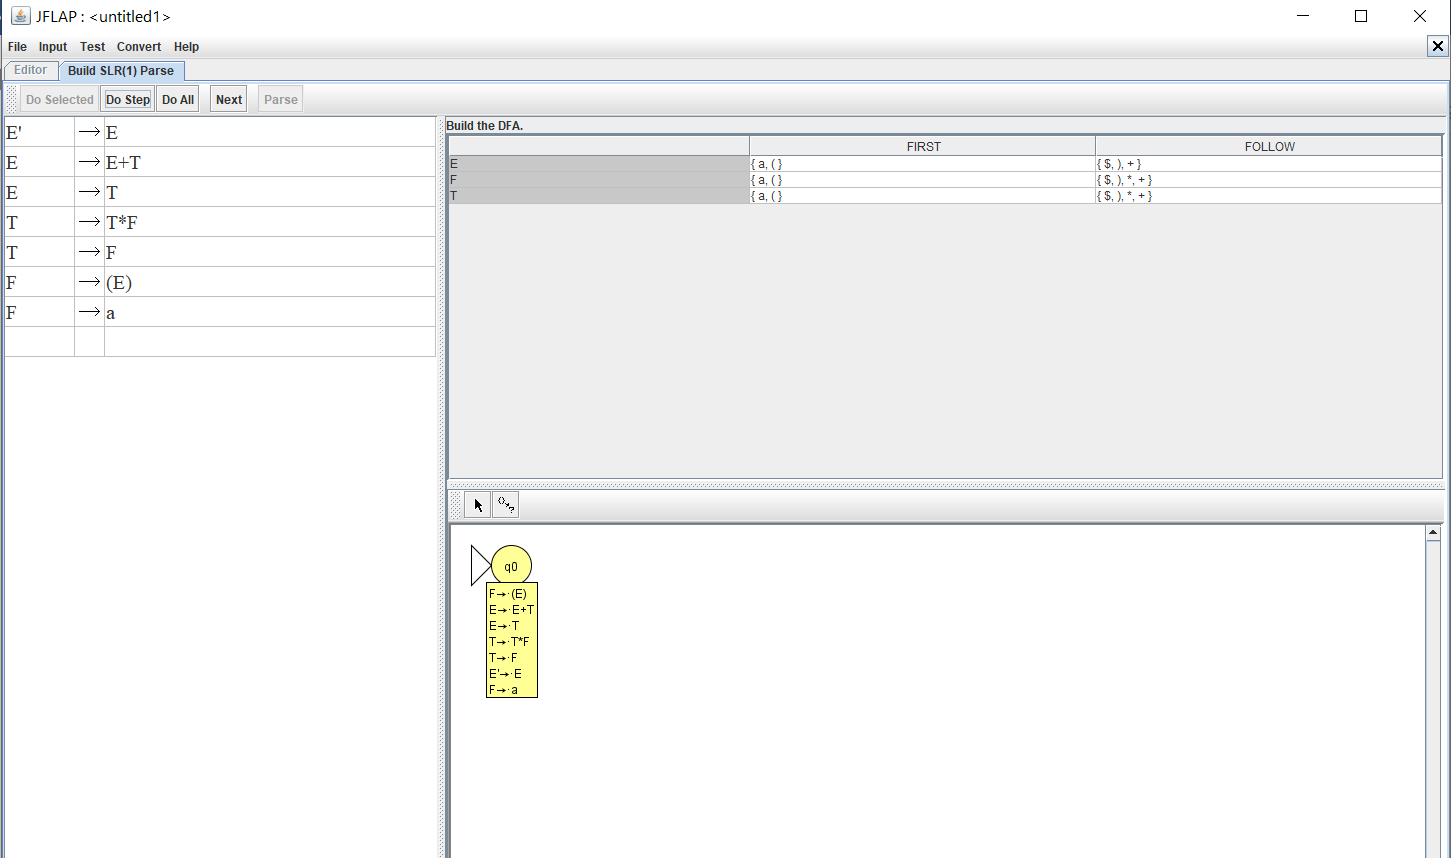 JFLAP : <untitled1>
File Input Test Convert Help
Editor Build SLR(1) Parse
Do Selected Do Step Do All Next Parse
E' → E
E → E+T
E → T
T → T*F
T → F
F → (E)
F → a
Build the DFA.
FIRST FOLLOW
E { a, ( } { $, ), + }
F { a, ( } { $, ), *, + }
T { a, ( } { $, ), *, + }
q0
F→·(E)
E→·E+T
E→·T
T→·T*F
T→·F
E'→·E
F→·a